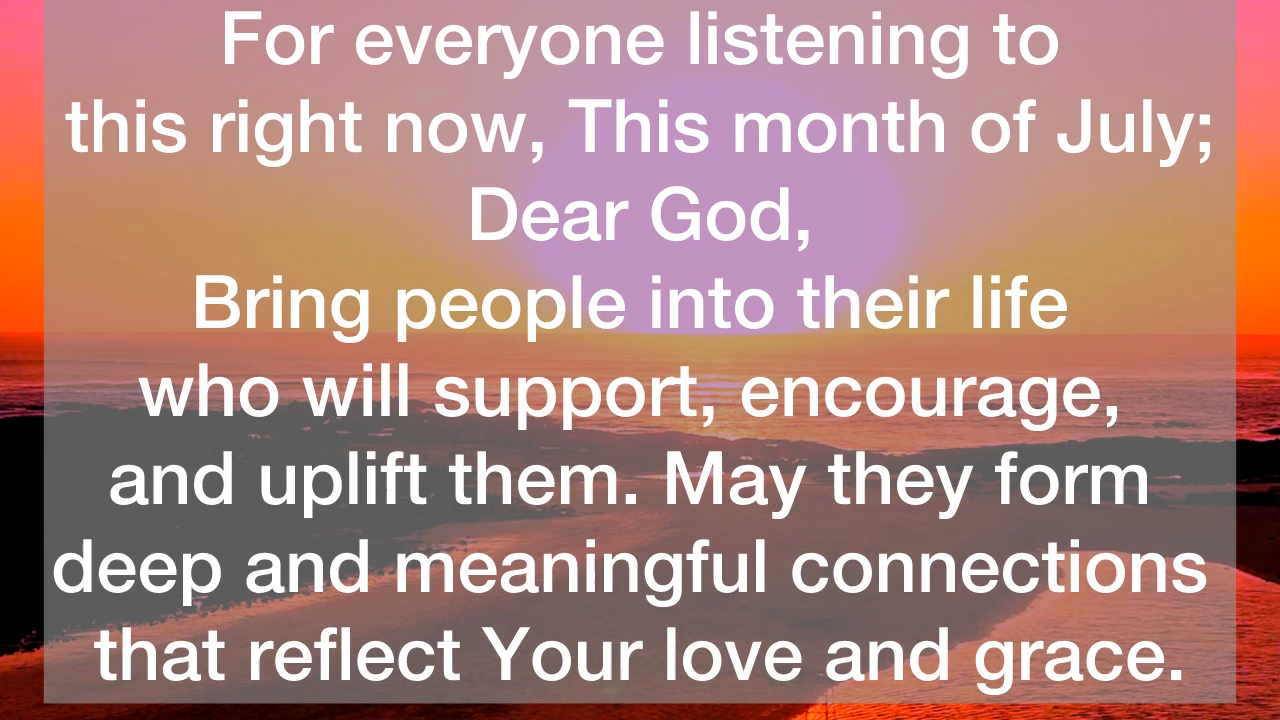 For everyone listening to
this right now, This month of July;
Dear God,
Bring people into their life
who will support, encourage,
and uplift them. May they form
deep and meaningful connections
that reflect Your love and grace.